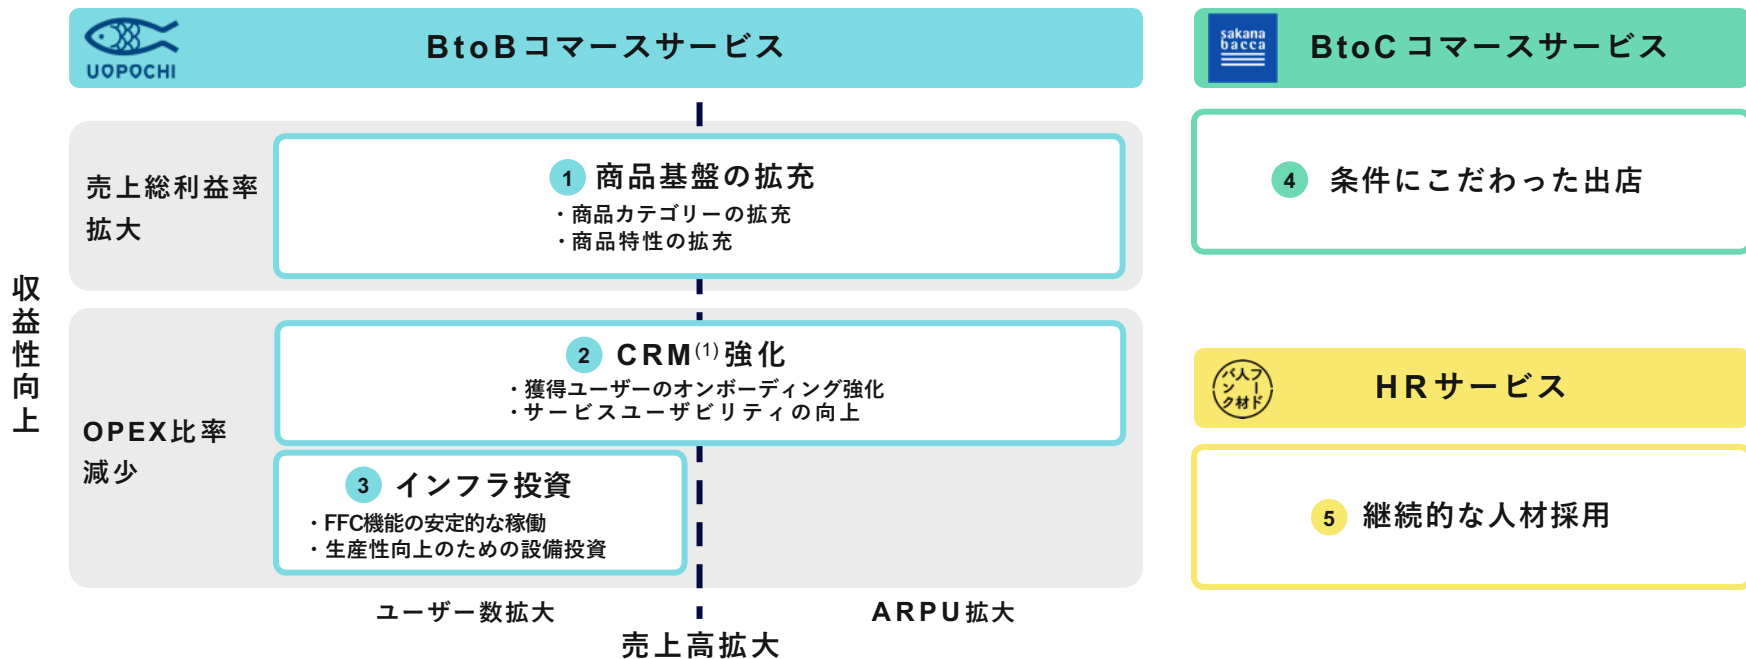 UOPOCHI
BtoBコマースサービス
sakana
bacca
BtoC コマースサービス
収益性向上
売上総利益率
拡大
1 商品基盤の拡充
・商品カテゴリーの拡充
・商品特性の拡充
4 条件にこだわった出店
OPEX比率
減少
2 CRM(1)強化
・獲得ユーザーのオンボーディング強化
・サービスユーザビリティの向上
3 インフラ投資
・FFC機能の安定的な稼働
・生産性向上のための設備投資
フード
人材
バンク
HRサービス
5 継続的な人材採用
ユーザー数拡大
ARPU拡大
売上高拡大